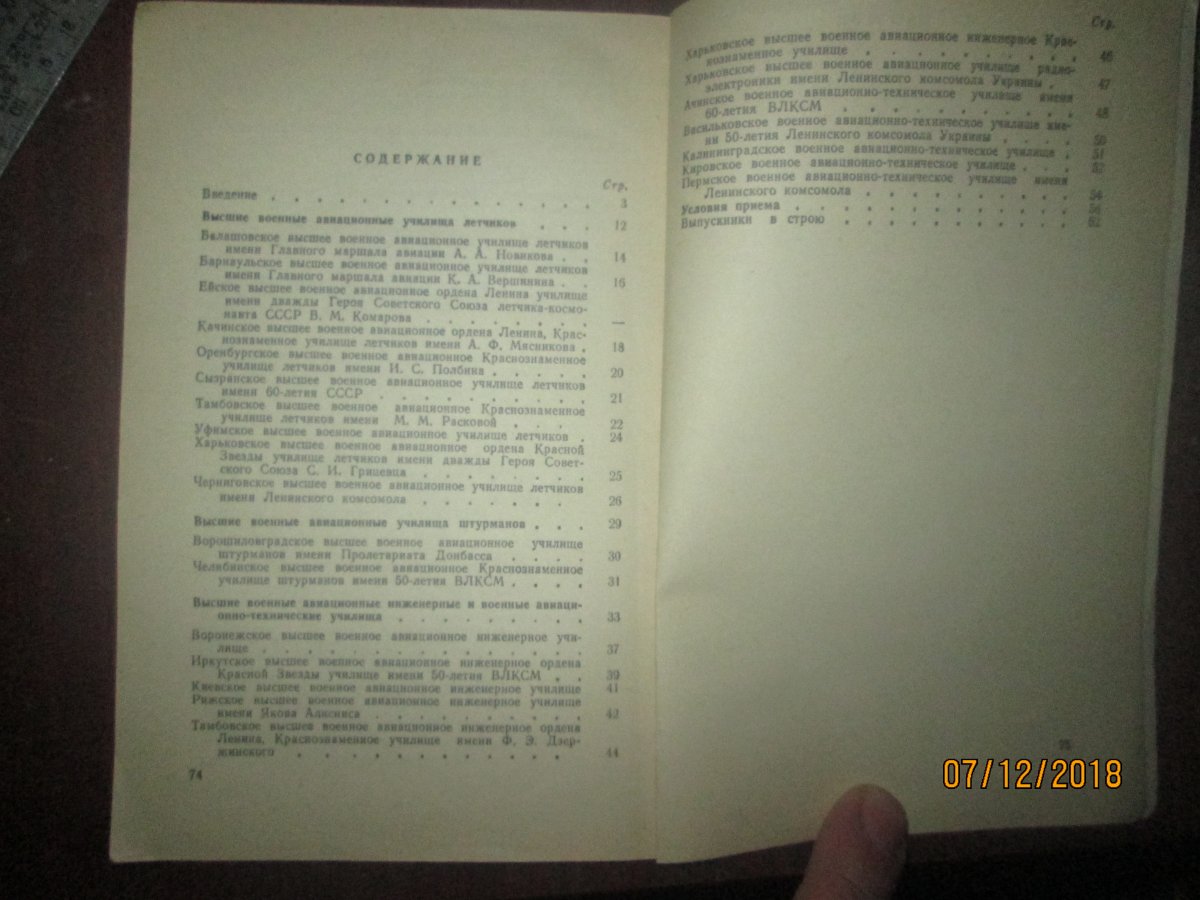 СОДЕРЖАНИЕ
Стр.
Введение . . . . . . . . . . . . . . . 3
Высшие военные авиационные училища летчиков . . . 12
Балашовское высшее военное авиационное училище летчиков
имени Главного маршала авиации А. А. Новикова . . 14
Барнаульское высшее военное авиационное училище летчиков
имени Главного маршала авиации К. А. Вершинина . . 16
Ейское высшее военное авиационное ордена Ленина училище
имени дважды Героя Советского Союза летчика-космо-
навта СССР В. М. Комарова . . . . . . . . —
Качинское высшее военное авиационное ордена Ленина, Крас-
нознаменное училище летчиков имени А. Ф. Мясникова . 18
Оренбургское высшее военное авиационное Краснознаменное
училище летчиков имени И. С. Полбина . . . . . 20
Сызранское высшее военное авиационное училище летчиков
имени 60-летия СССР . . . . . . . . . . 21
Тамбовское высшее военное авиационное Краснознаменное
училище летчиков имени М. М. Расковой . . . . 22
Уфимское высшее военное авиационное училище летчиков . 24
Харьковское высшее военное авиационное ордена Красной
Звезды училище летчиков имени дважды Героя Совет-
ского Союза С. И. Грицевца . . . . . . . . 25
Черниговское высшее военное авиационное училище летчиков
имени Ленинского комсомола . . . . . . . . 26
Высшие военные авиационные училища штурманов . . . 29
Ворошиловградское высшее военное авиационное училище
штурманов имени Пролетариата Донбасса . . . . 30
Челябинское высшее военное авиационное Краснознаменное
училище штурманов имени 50-летия ВЛКСМ . . . . 31
Высшие военные авиационные инженерные и военные авиаци-
онно-технические училища . . . . . . . . . 33
Воронежское высшее военное авиационное инженерное учи-
лище . . . . . . . . . . . . . . 37
Иркутское высшее военное авиационное инженерное ордена
Красной Звезды училище имени 50-летия ВЛКСМ . . 39
Киевское высшее военное авиационное инженерное училище 41
Рижское высшее военное авиационное инженерное училище
имени Якова Алксниса . . . . . . . . . . 42
Тамбовское высшее военное авиационное инженерное ордена
Ленина, Краснознаменное училище имени Ф. Э. Дзер-
жинского . . . . . . . . . . . . 44
74
Стр.
Харьковское высшее военное авиационное инженерное Крас-
нознаменное училище . . . . . . . . . 46
Харьковское высшее военное авиационное училище радио-
электроники имени Ленинского комсомола Украины . 47
Ачинское военное авиационно-техническое училище имени
60-летия ВЛКСМ . . . . . . . . . . 48
Васильковское военное авиационно-техническое училище име-
ни 50-летия Ленинского комсомола Украины . . . . 50
Калининградское военное авиационно-техническое училище . 51
Кировское военное авиационно-техническое училище . . . 52
Пермское военное авиационно-техническое училище имени
Ленинского комсомола . . . . . . . . . 54
Условия приема . . . . . . . . . . . . 56
Выпускники в строю . . . . . . . . . . 62
75
07/12/2018